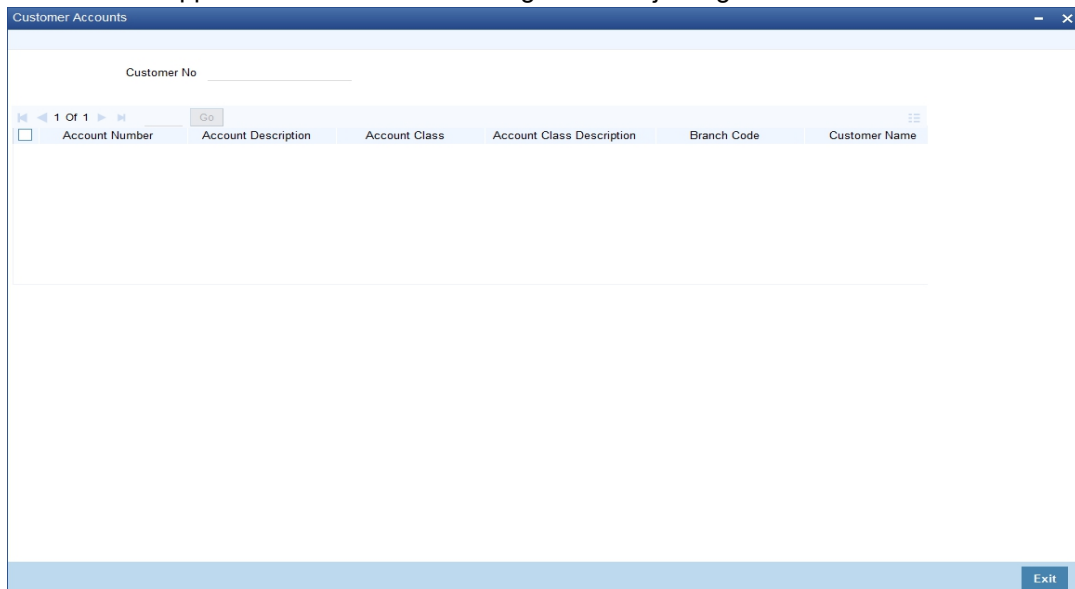 Customer Accounts
Customer No
1 Of 1 Go
Account Number Account Description Account Class Account Class Description Branch Code Customer Name
Exit